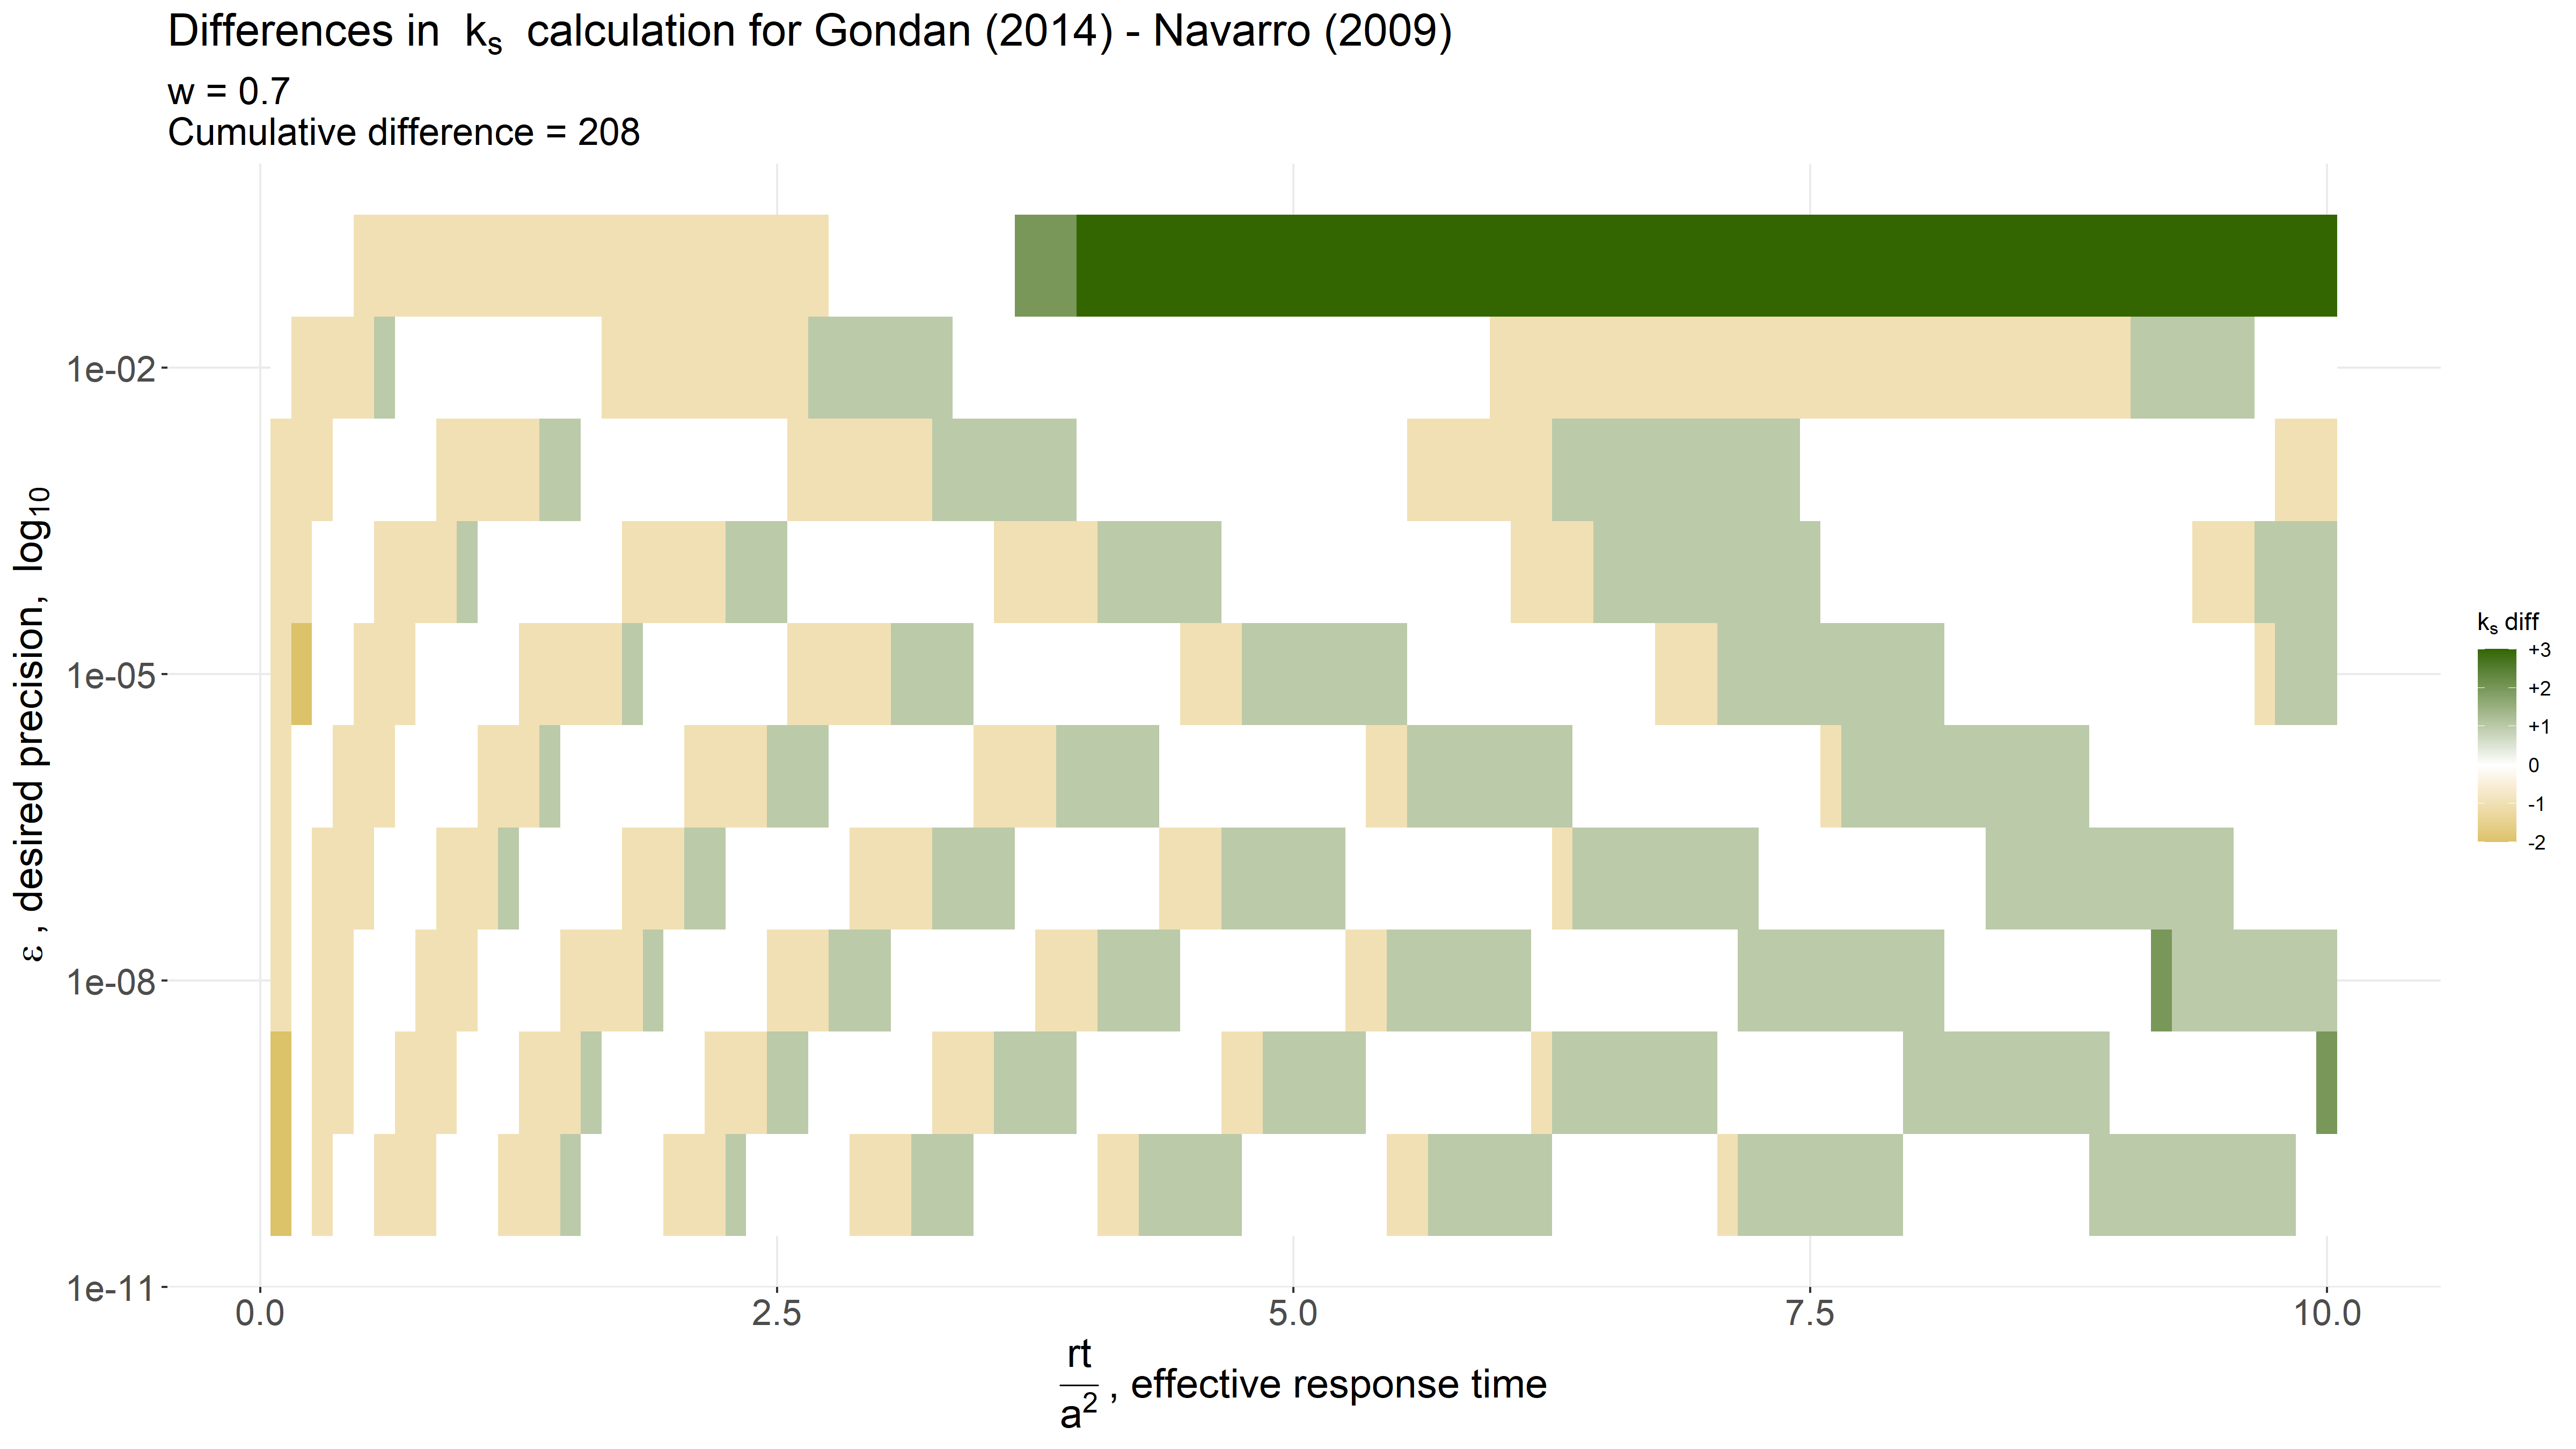 Differences in kₛ calculation for Gondan (2014) - Navarro (2009)
w = 0.7
Cumulative difference = 208
ε , desired precision, log₁₀
1e-02
1e-05
1e-08
1e-11
0.0 2.5 5.0 7.5 10.0
rt
a² , effective response time
kₛ diff
+3
+2
+1
0
-1
-2